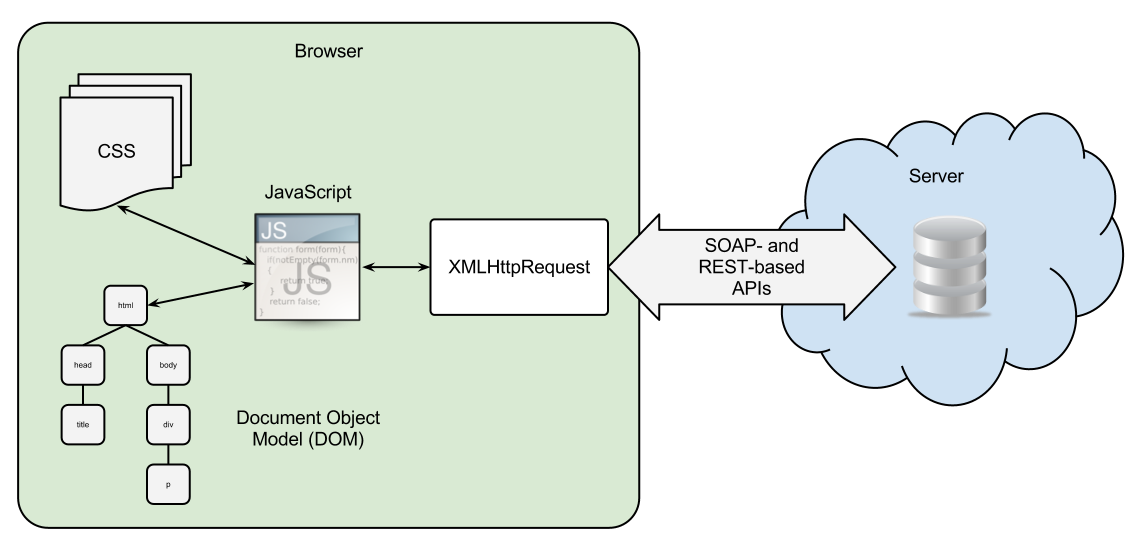 Browser
CSS
JavaScript
JS
function form(form){
if(notEmpty(form.nm)
{
return true;
}
return false;
}
JS
XMLHttpRequest
SOAP- and
REST-based
APIs
Server
html
head
body
title
div
p
Document Object
Model (DOM)